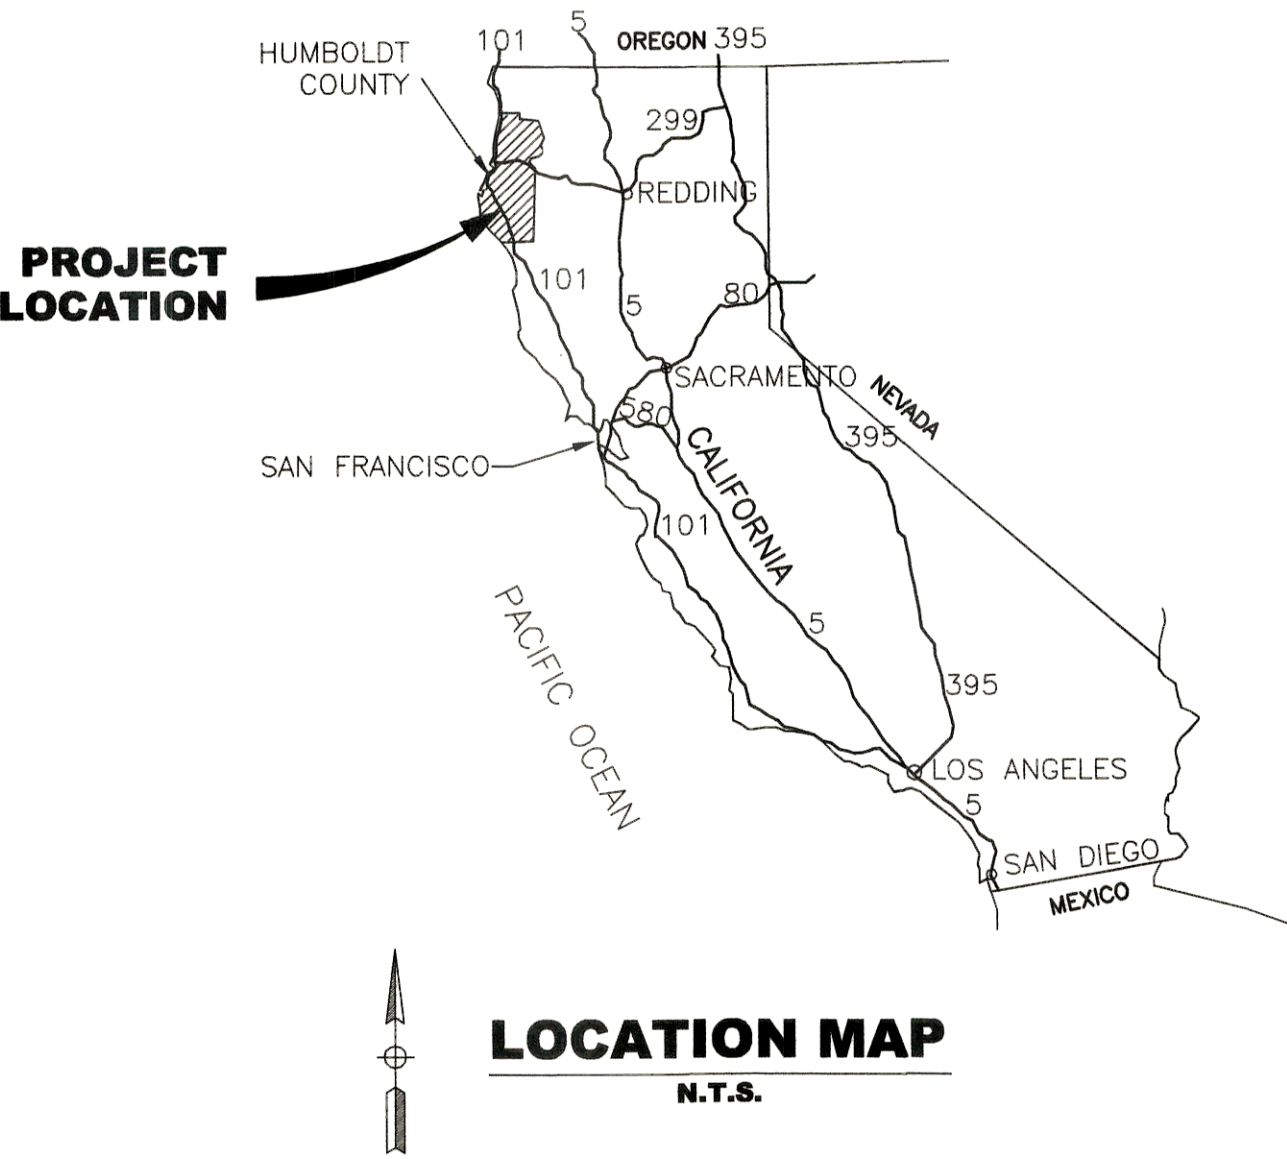 5
101
OREGON 395
HUMBOLDT
COUNTY
299
REDDING
PROJECT
LOCATION
101
5
80
SACRAMENTO
NEVADA
580
395
CALIFORNIA
SAN FRANCISCO
101
PACIFIC OCEAN
5
395
LOS ANGELES
5
SAN DIEGO
MEXICO
LOCATION MAP
N.T.S.